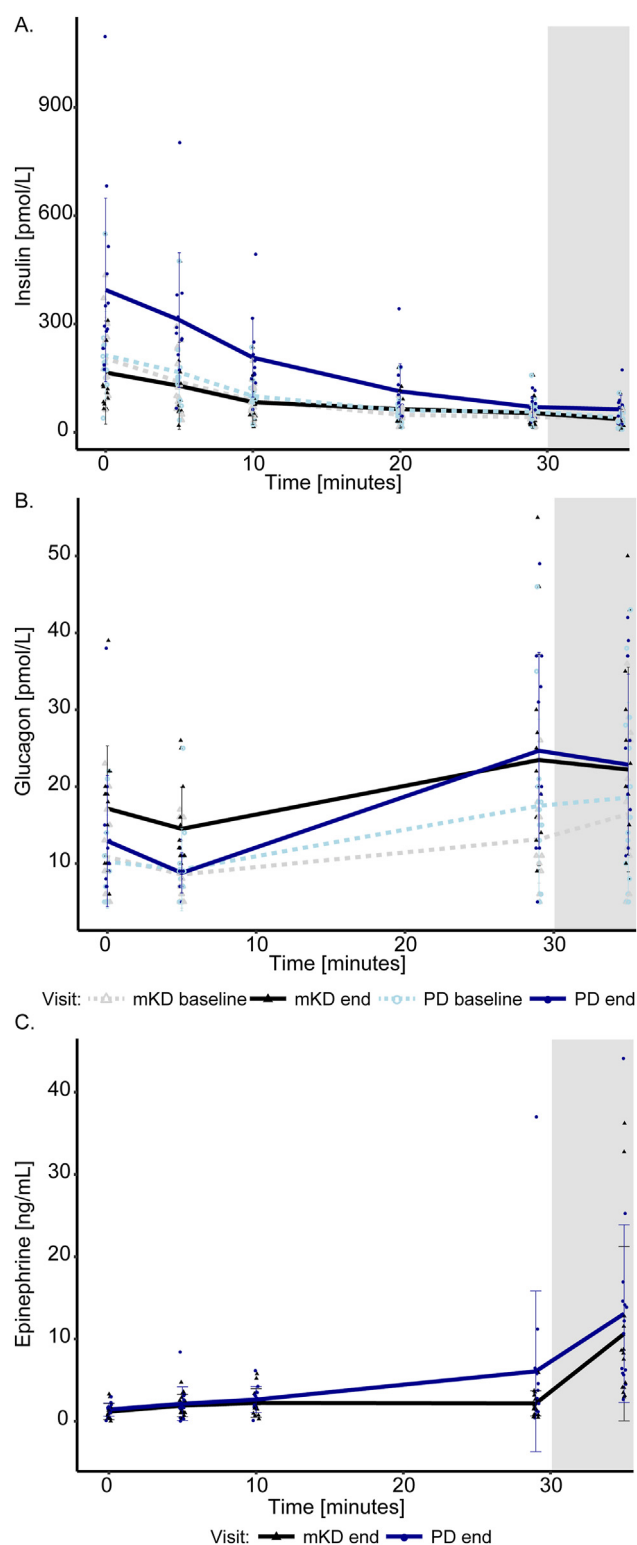 A.
Insulin [pmol/L]
900
600
300
0
0 10 20 30
Time [minutes]
B.
Glucagon [pmol/L]
50
40
30
20
10
0 10 20 30
Time [minutes]
Visit: mKD baseline mKD end PD baseline PD end
C.
Epinephrine [ng/mL]
40
30
20
10
0
0 10 20 30
Time [minutes]
Visit: mKD end PD end